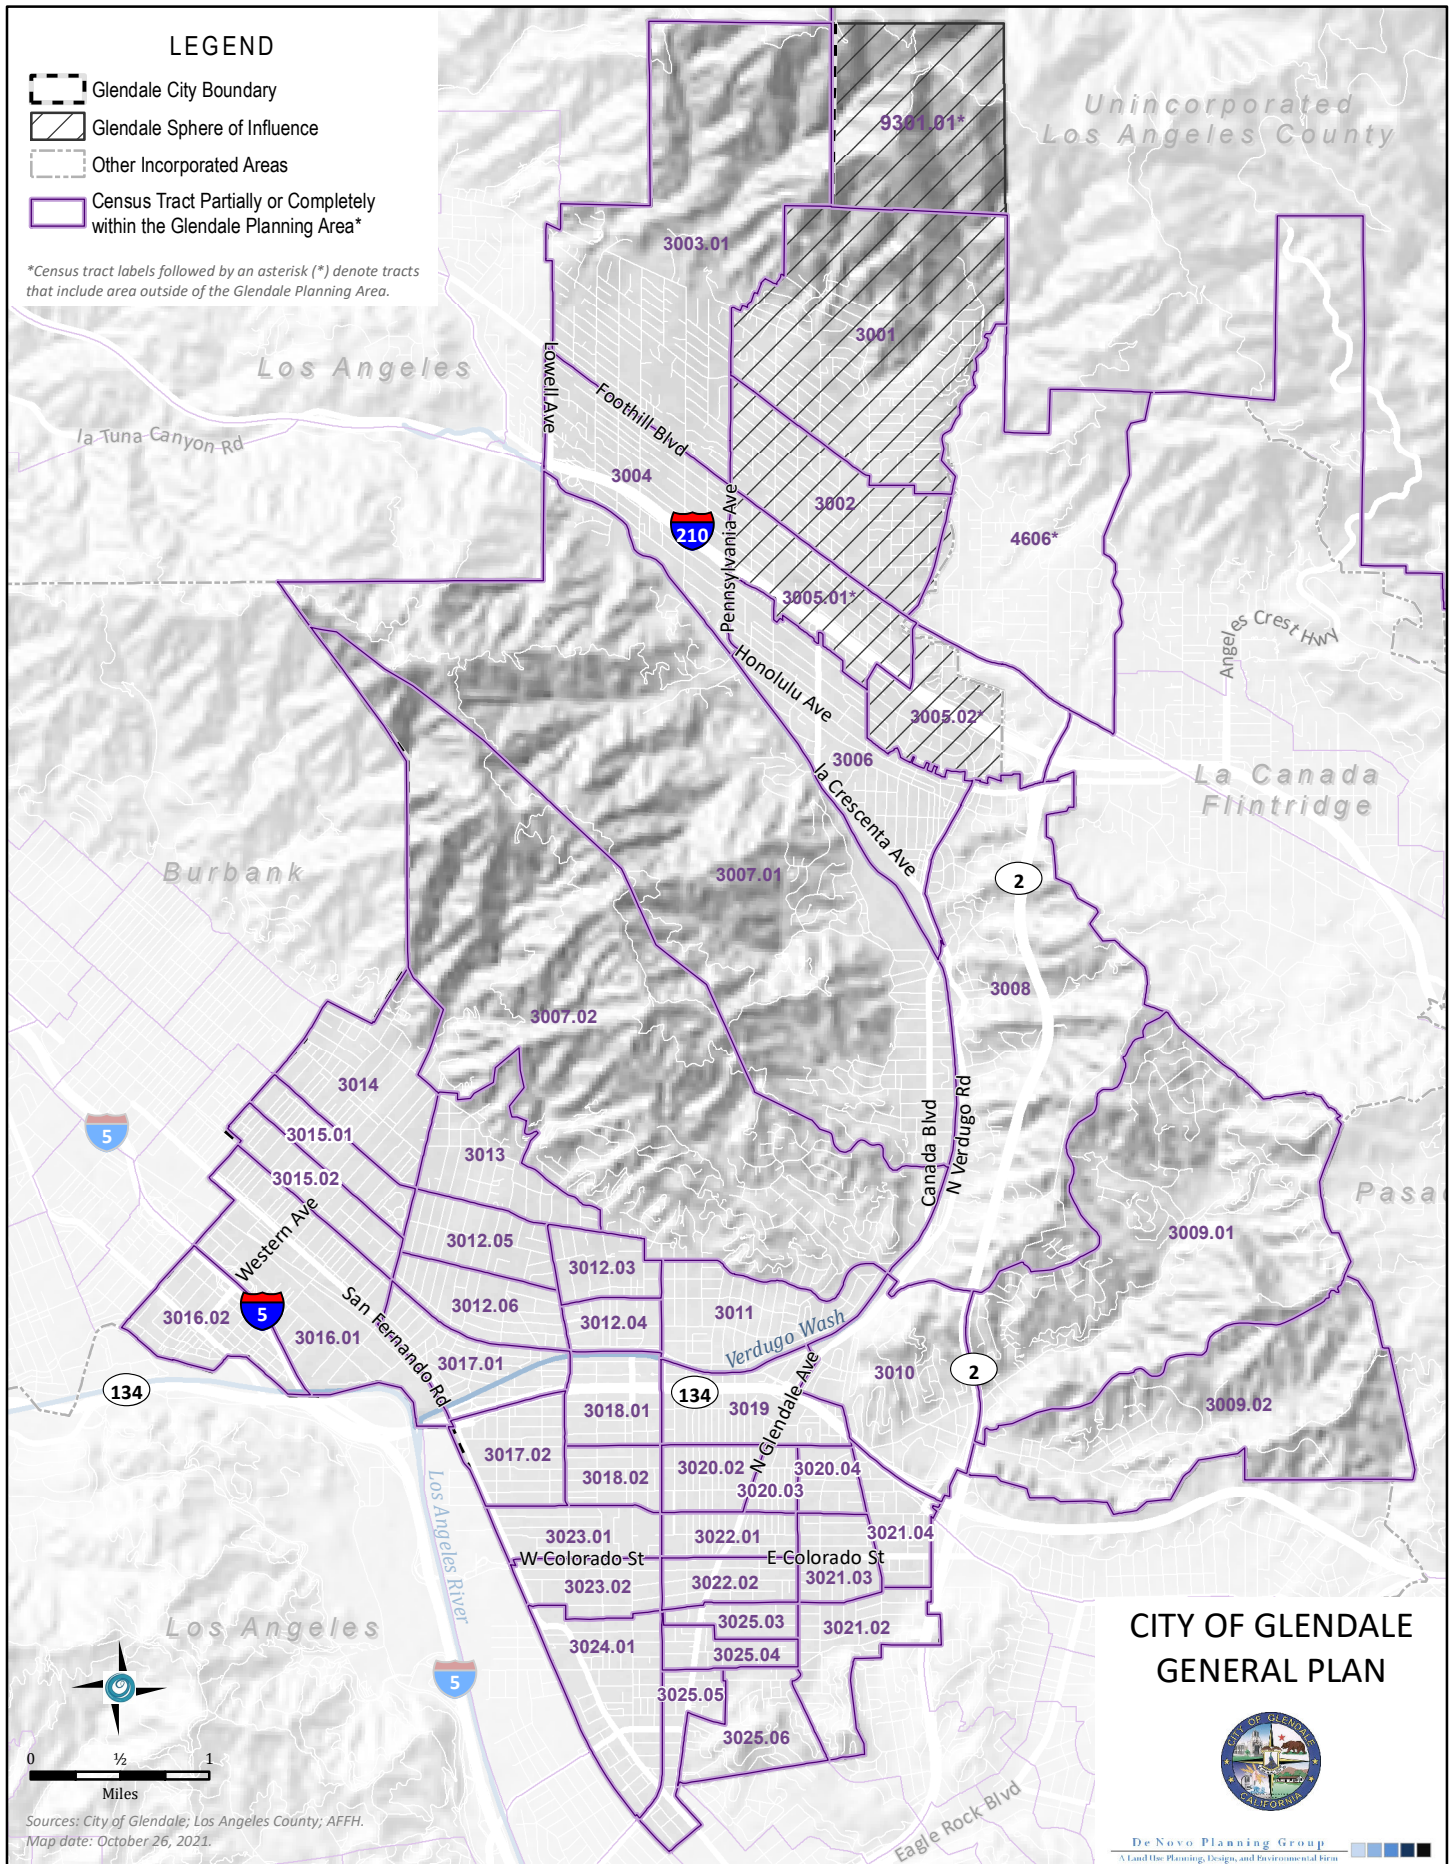 LEGEND
Glendale City Boundary
Glendale Sphere of Influence
Other Incorporated Areas
Census Tract Partially or Completely
within the Glendale Planning Area*
*Census tract labels followed by an asterisk (*) denote tracts
that include area outside of the Glendale Planning Area.
Unincorporated
Los Angeles County
9301.01*
3003.01
3001
Los Angeles
Lowell Ave
Foothill Blvd
la Tuna Canyon Rd
3004
3002
210
Pennsylvania Ave
4606*
3005.01*
Angeles Crest HWY
Honolulu Ave
3005.02*
3006
la Crescenta Ave
La Canada
Flintridge
Burbank
3007.01
2
3008
3007.02
3014
5
3015.01
3013
Canada Blvd
N Verdugo Rd
3015.02
Pasa
Western Ave
3009.01
3012.05
3012.03
3016.02
5
3012.06
3012.04
3011
3016.01
San Fernando Rd
Verdugo Wash
3017.01
3010
2
134
134
N Glendale Ave
3018.01
3019
3009.02
3017.02
3018.02
3020.02
3020.04
3020.03
Los Angeles River
3023.01
3022.01
3021.04
W Colorado St
E Colorado St
3023.02
3022.02
3021.03
Los Angeles
3025.03
3021.02
3024.01
3025.04
5
3025.05
3025.06
Eagle Rock Blvd
0
½
1
Miles
Sources: City of Glendale; Los Angeles County; AFFH.
Map date: October 26, 2021.
CITY OF GLENDALE
GENERAL PLAN
CITY OF GLENDALE
CALIFORNIA
De Novo Planning Group
A Land Use Planning, Design, and Environmental Firm